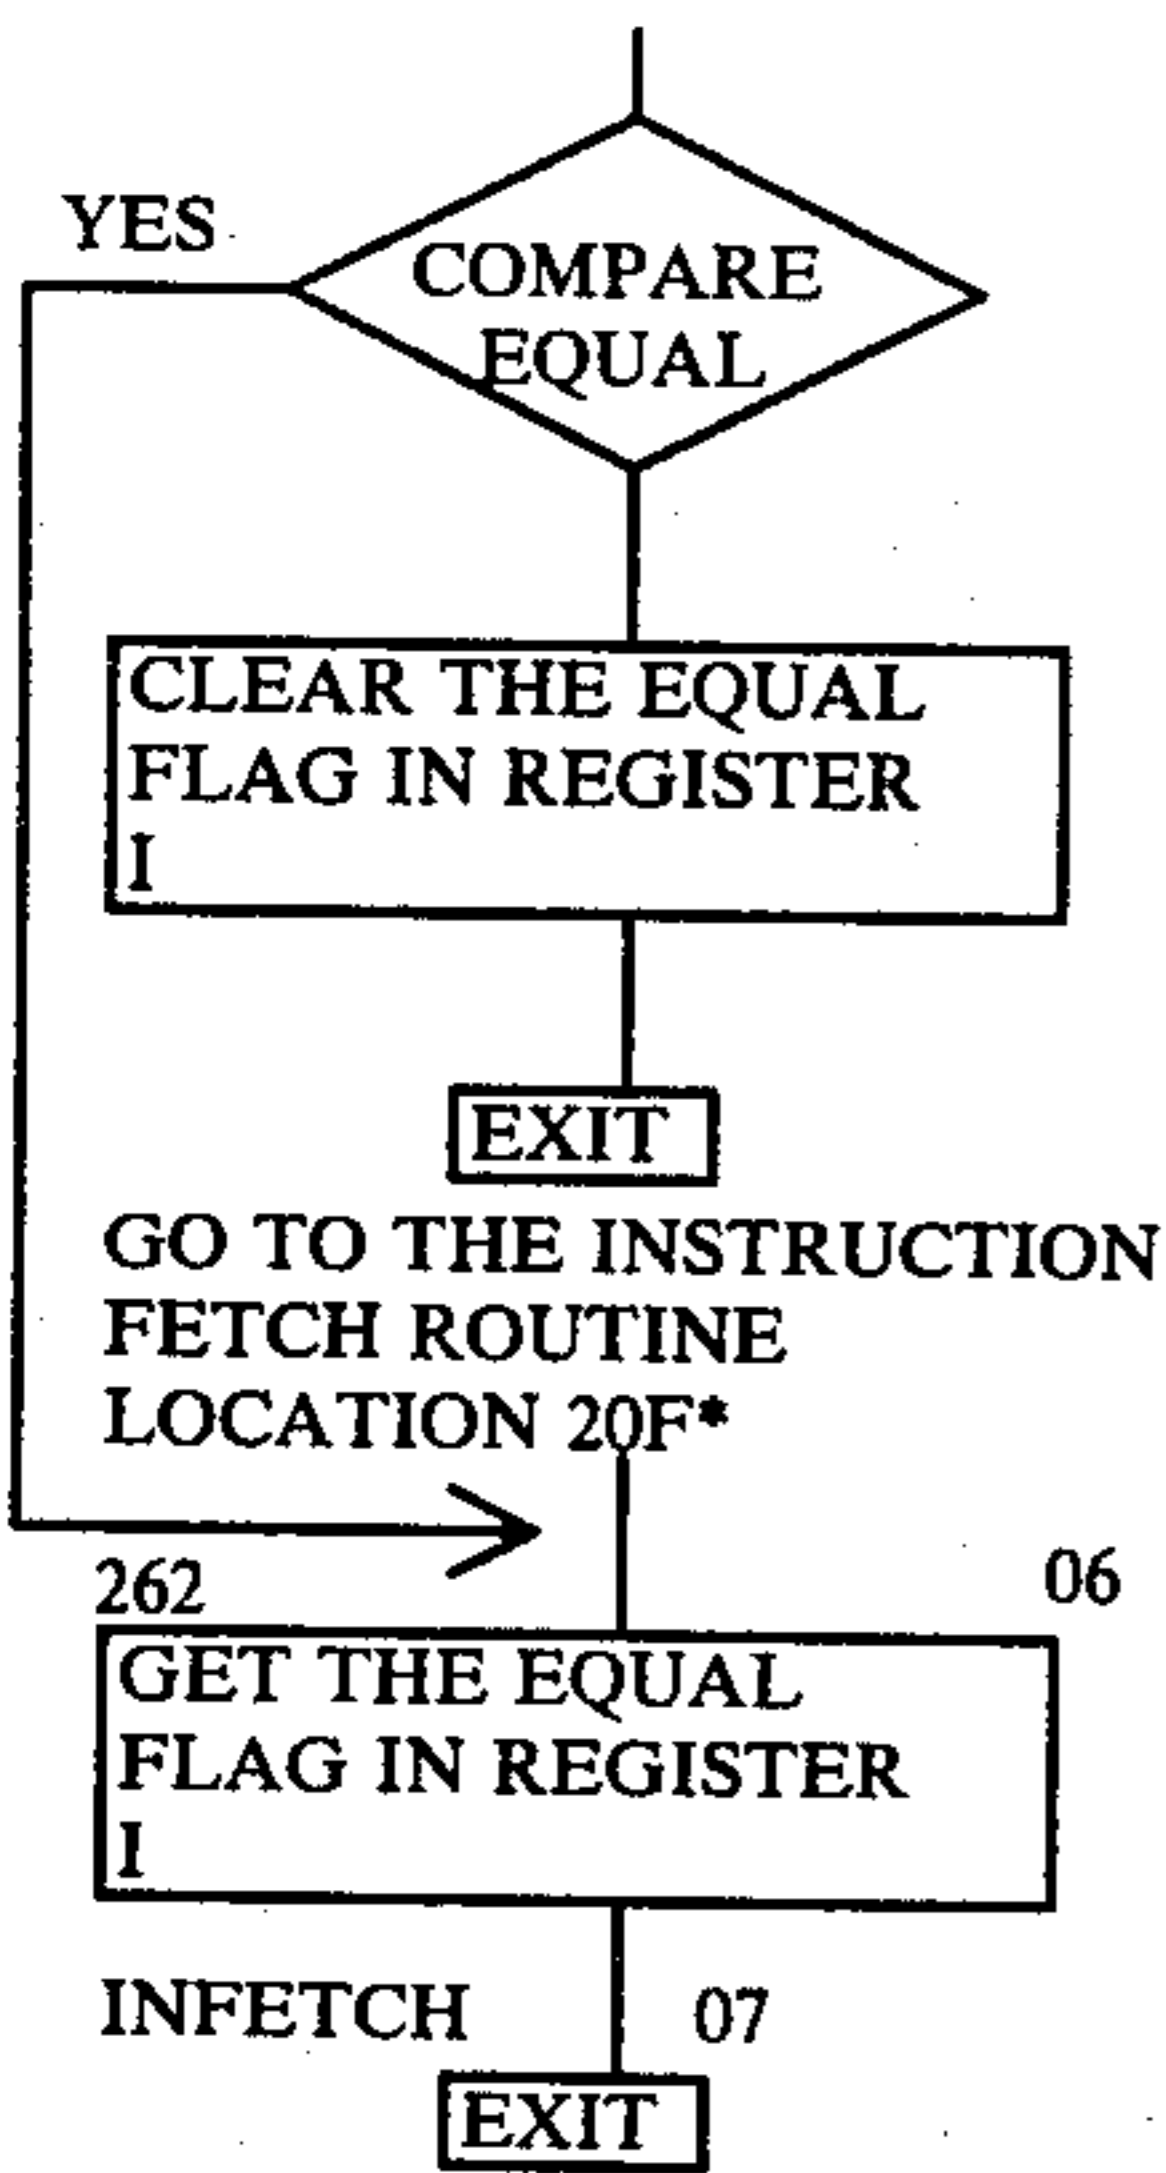 YES
COMPARE
EQUAL
CLEAR THE EQUAL
FLAG IN REGISTER
I
EXIT
GO TO THE INSTRUCTION
FETCH ROUTINE
LOCATION 20F*
262 06
GET THE EQUAL
FLAG IN REGISTER
I
INFETCH 07
EXIT